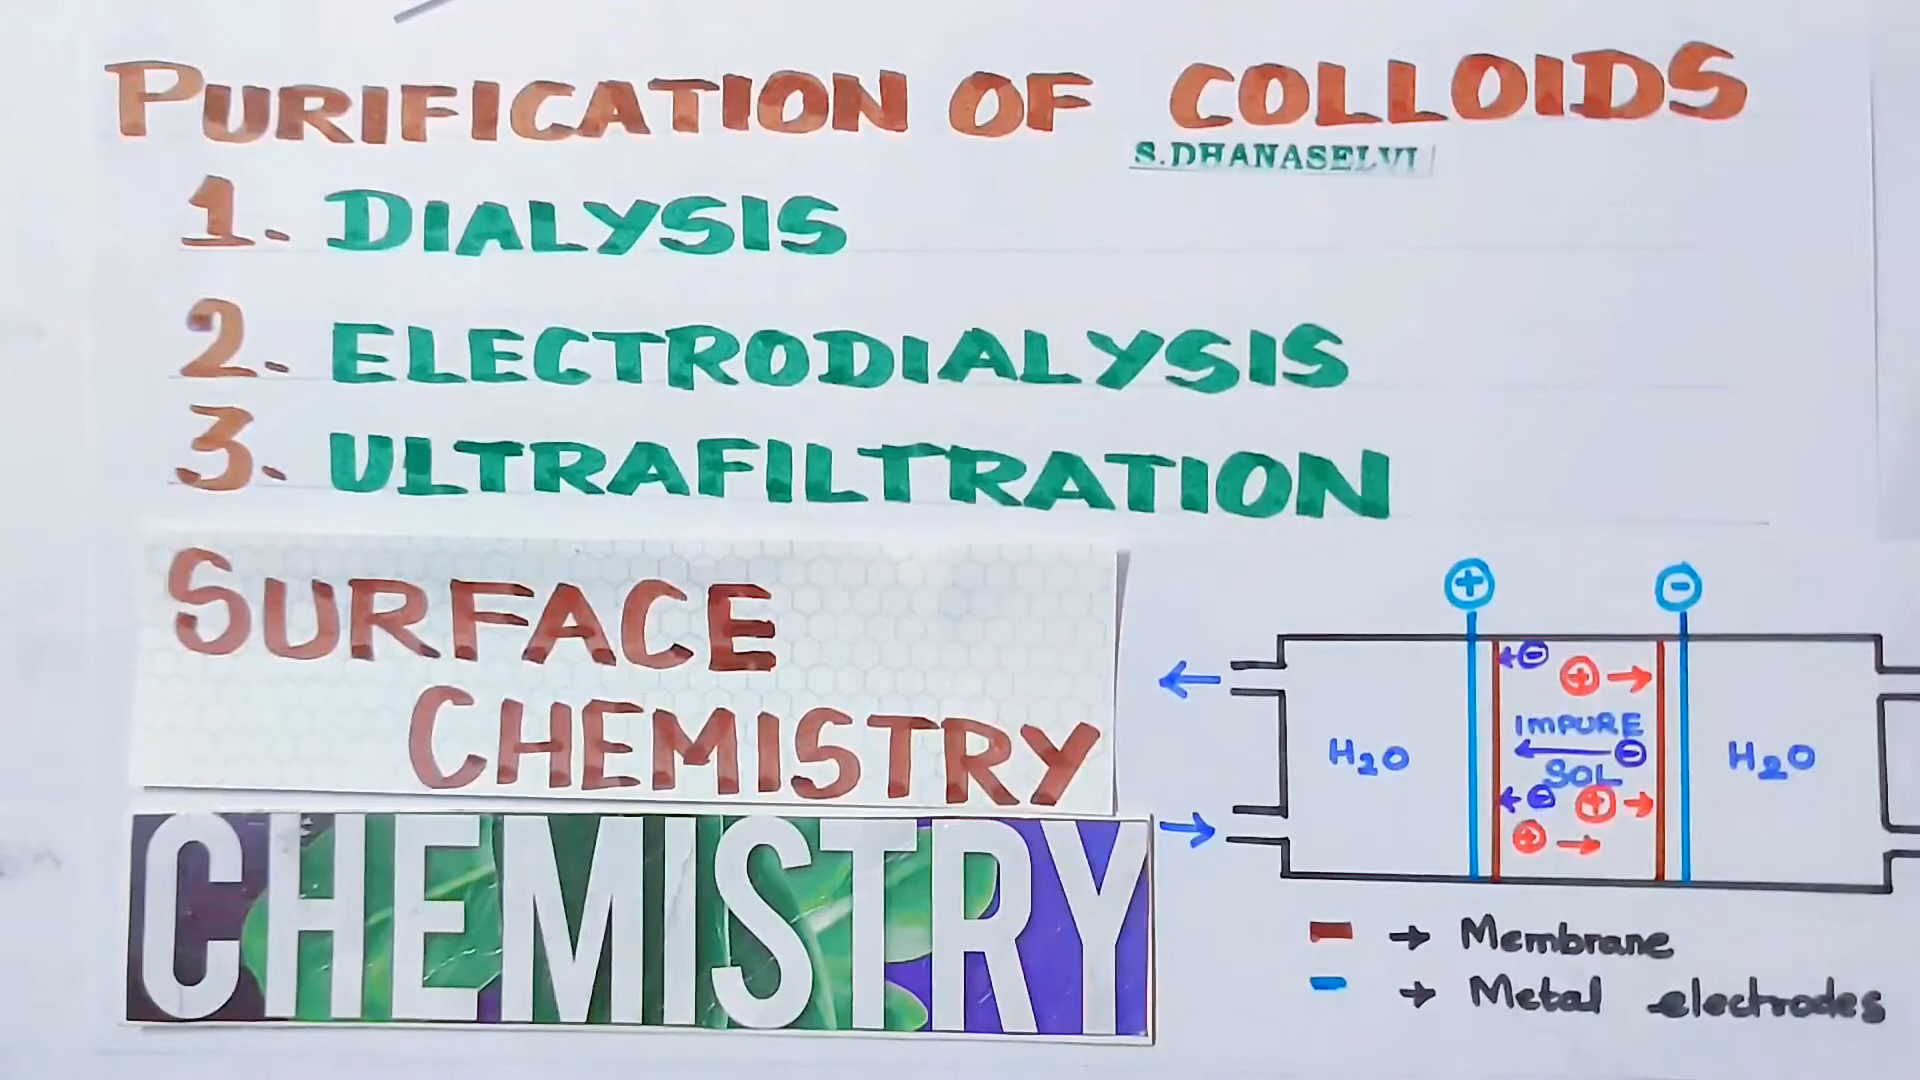 PURIFICATION OF COLLOIDS
S.DHANASELVI
1. DIALYSIS
2. ELECTRODIALYSIS
3. ULTRAFILTRATION
SURFACE
CHEMISTRY
CHEMISTRY
+ -
- +
IMPURE
H2O - H2O
SOL
- +
+
→ Membrane
→ Metal electrodes